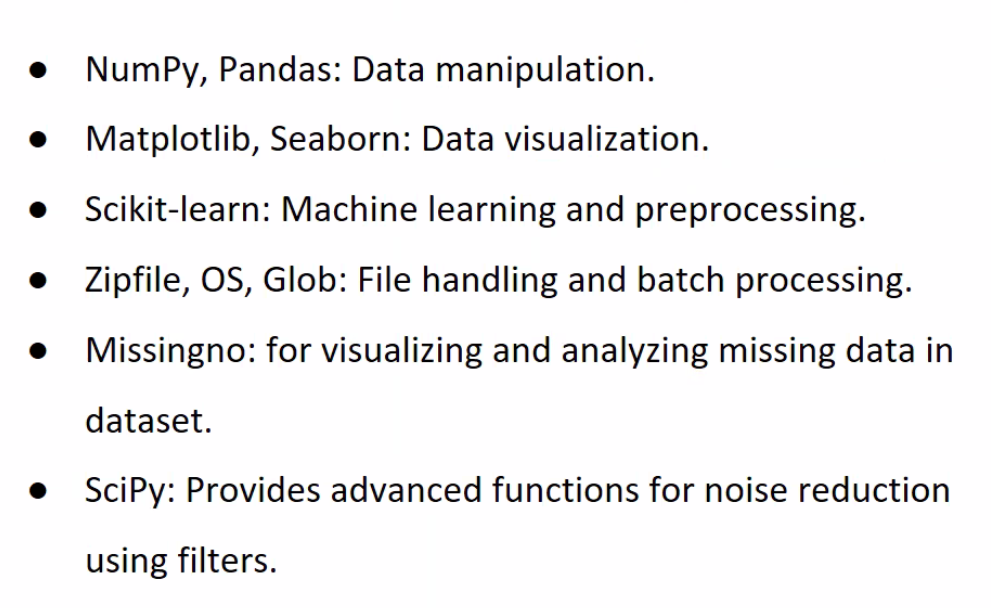 ● NumPy, Pandas: Data manipulation.
● Matplotlib, Seaborn: Data visualization.
● Scikit-learn: Machine learning and preprocessing.
● Zipfile, OS, Glob: File handling and batch processing.
● Missingno: for visualizing and analyzing missing data in
dataset.
● SciPy: Provides advanced functions for noise reduction
using filters.